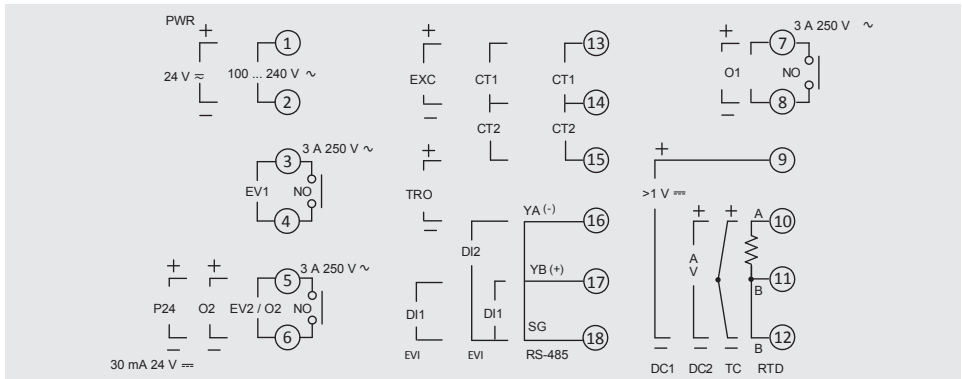 PWR
+
24 V ≂
−
100 ... 240 V ∿
1
2
3 A 250 V ∿
3
EV1
NO
4
+
P24
−
30 mA 24 V ⎓
+
O2
−
3 A 250 V ∿
5
EV2 / O2
NO
6
+
EXC
−
CT1
CT2
CT1
CT2
13
14
15
+
TRO
−
DI1
EVI
DI2
DI1
EVI
YA (-)
16
YB (+)
17
SG
18
RS-485
+
O1
−
3 A 250 V ∿
7
NO
8
+
9
>1 V ⎓
−
DC1
+
A
V
−
DC2
+
−
TC
A
10
B
11
B
12
RTD